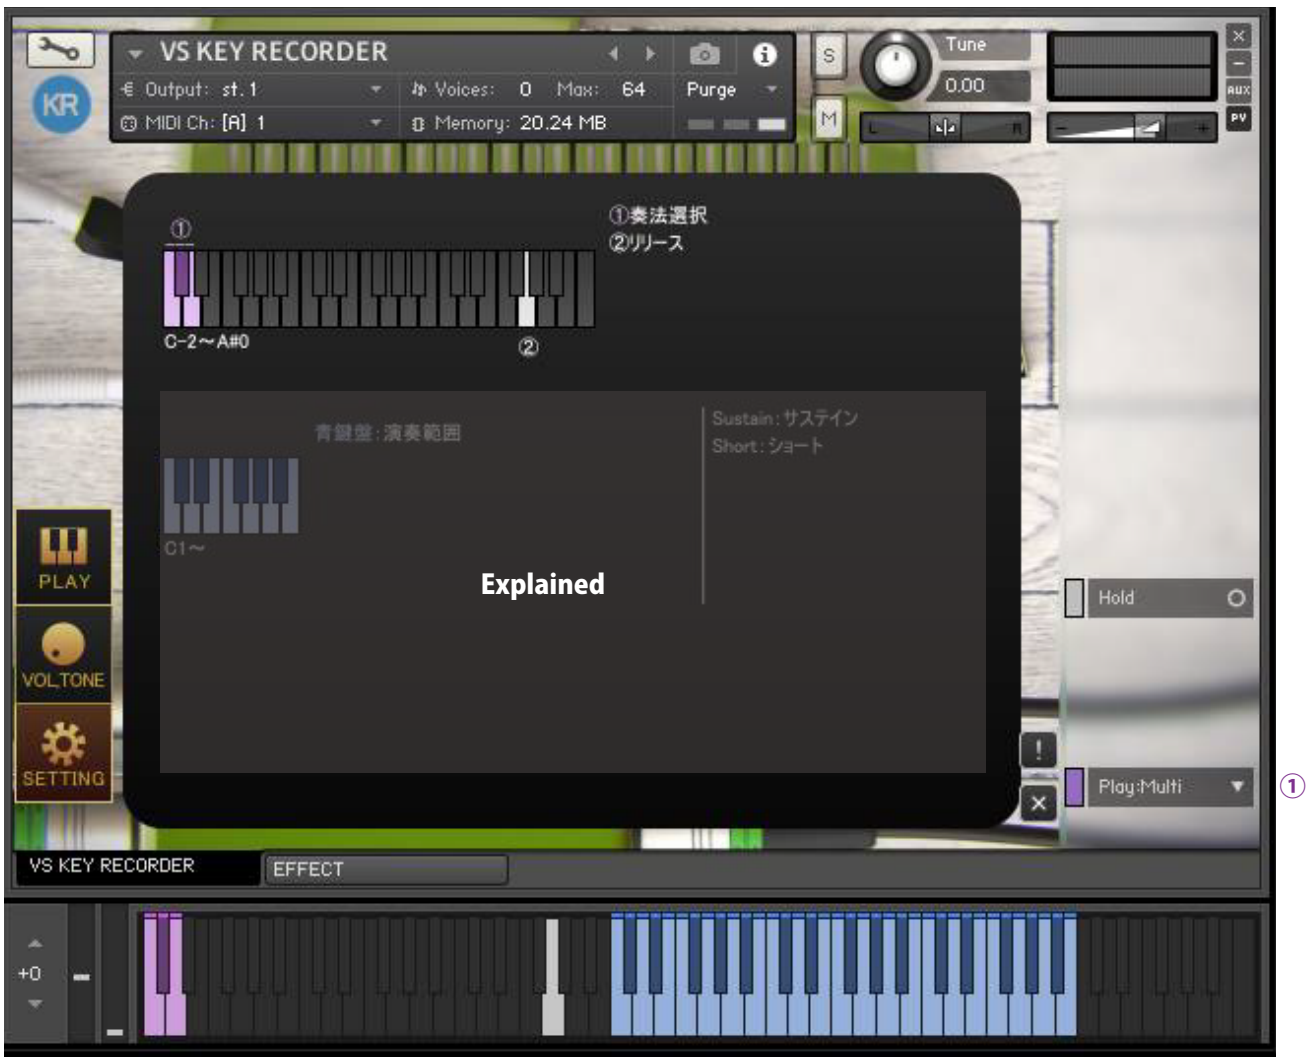 VS KEY RECORDER
Output: st. 1
Voices: 0 Max: 64
Purge
MIDI Ch: [A] 1
Memory: 20.24 MB
KR
S
M
Tune
0.00
L
R
-
+
×
-
AUX
PV
①
①奏法選択
②リリース
C-2～A#0
②
青鍵盤:演奏範囲
C1～
Sustain:サステイン
Short:ショート
Explained
PLAY
VOL,TONE
SETTING
Hold
!
×
Play:Multi
①
VS KEY RECORDER
EFFECT
+0